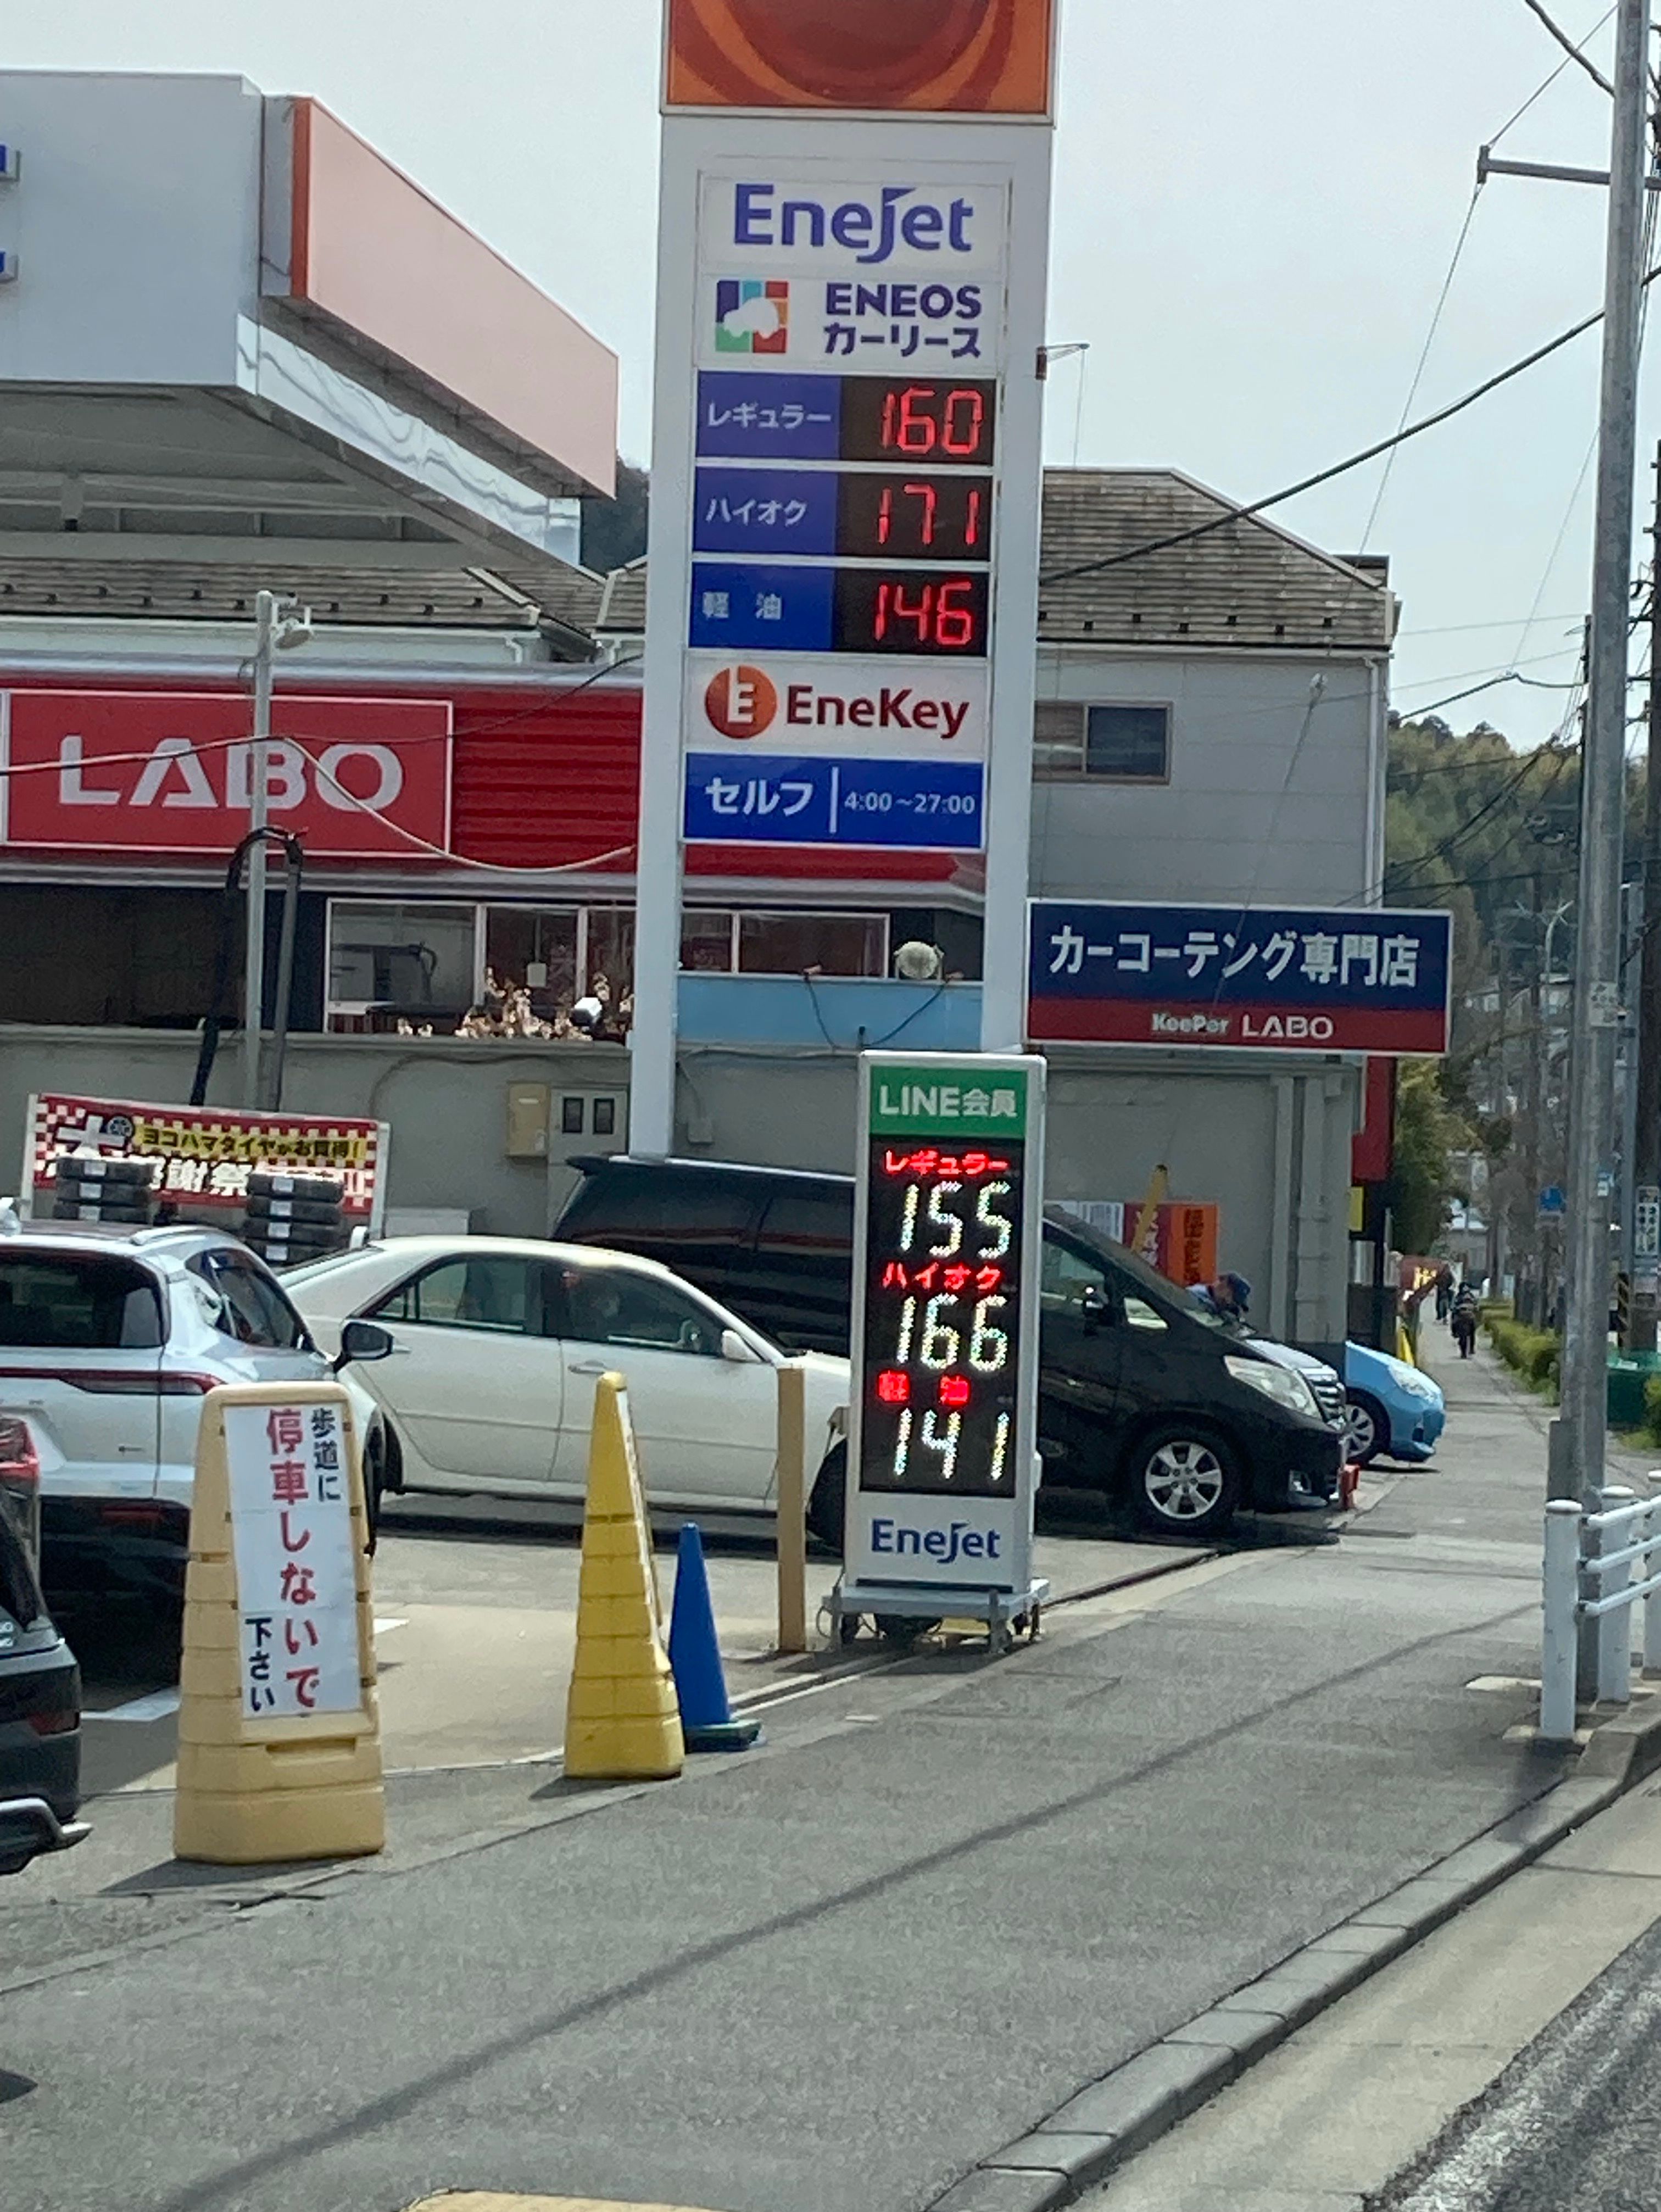 Enejet
ENEOS
カーリース
レギュラー 160
ハイオク 171
軽油 146
E EneKey
セルフ 4:00～27:00
LABO
カーコーティング専門店
KeePer LABO
LINE会員
レギュラー
155
ハイオク
166
軽油
141
Enejet
ヨコハマタイヤがお買得!
謝祭
歩道に
停車しないで
下さい